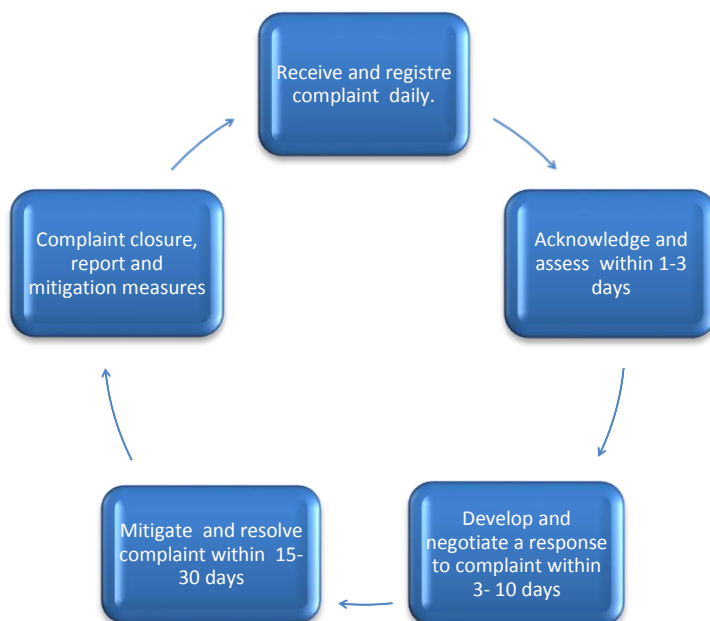 Receive and registre
complaint daily.
Acknowledge and
assess within 1-3
days
Develop and
negotiate a response
to complaint within
3- 10 days
Mitigate and resolve
complaint within 15-
30 days
Complaint closure,
report and
mitigation measures